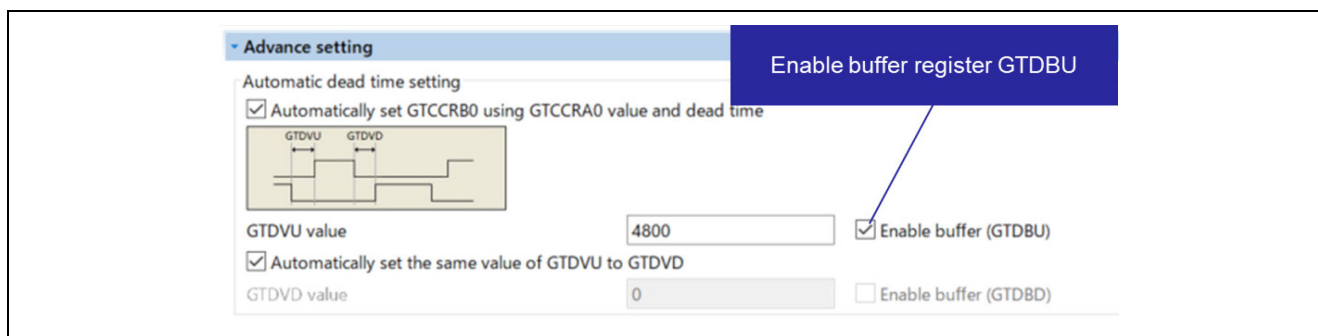 Advance setting
Enable buffer register GTDBU
Automatic dead time setting
Automatically set GTCCRB0 using GTCCRA0 value and dead time
GTDVU GTDVD
GTDVU value 4800 Enable buffer (GTDBU)
Automatically set the same value of GTDVU to GTDVD
GTDVD value 0 Enable buffer (GTDBD)